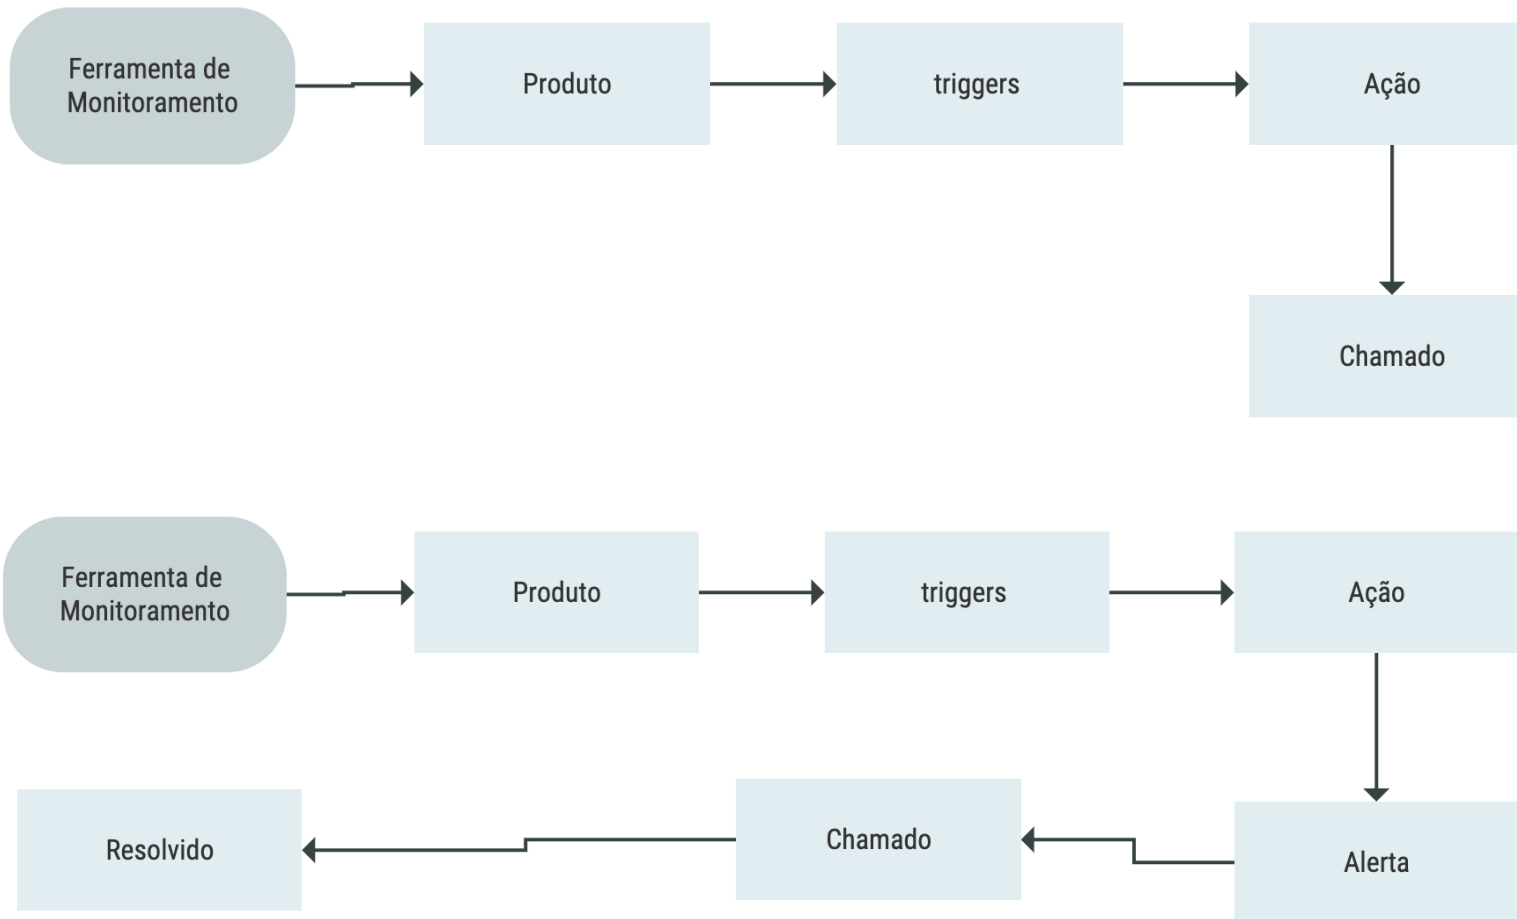 Ferramenta de
Monitoramento
Produto
triggers
Ação
Chamado
Ferramenta de
Monitoramento
Produto
triggers
Ação
Resolvido
Chamado
Alerta